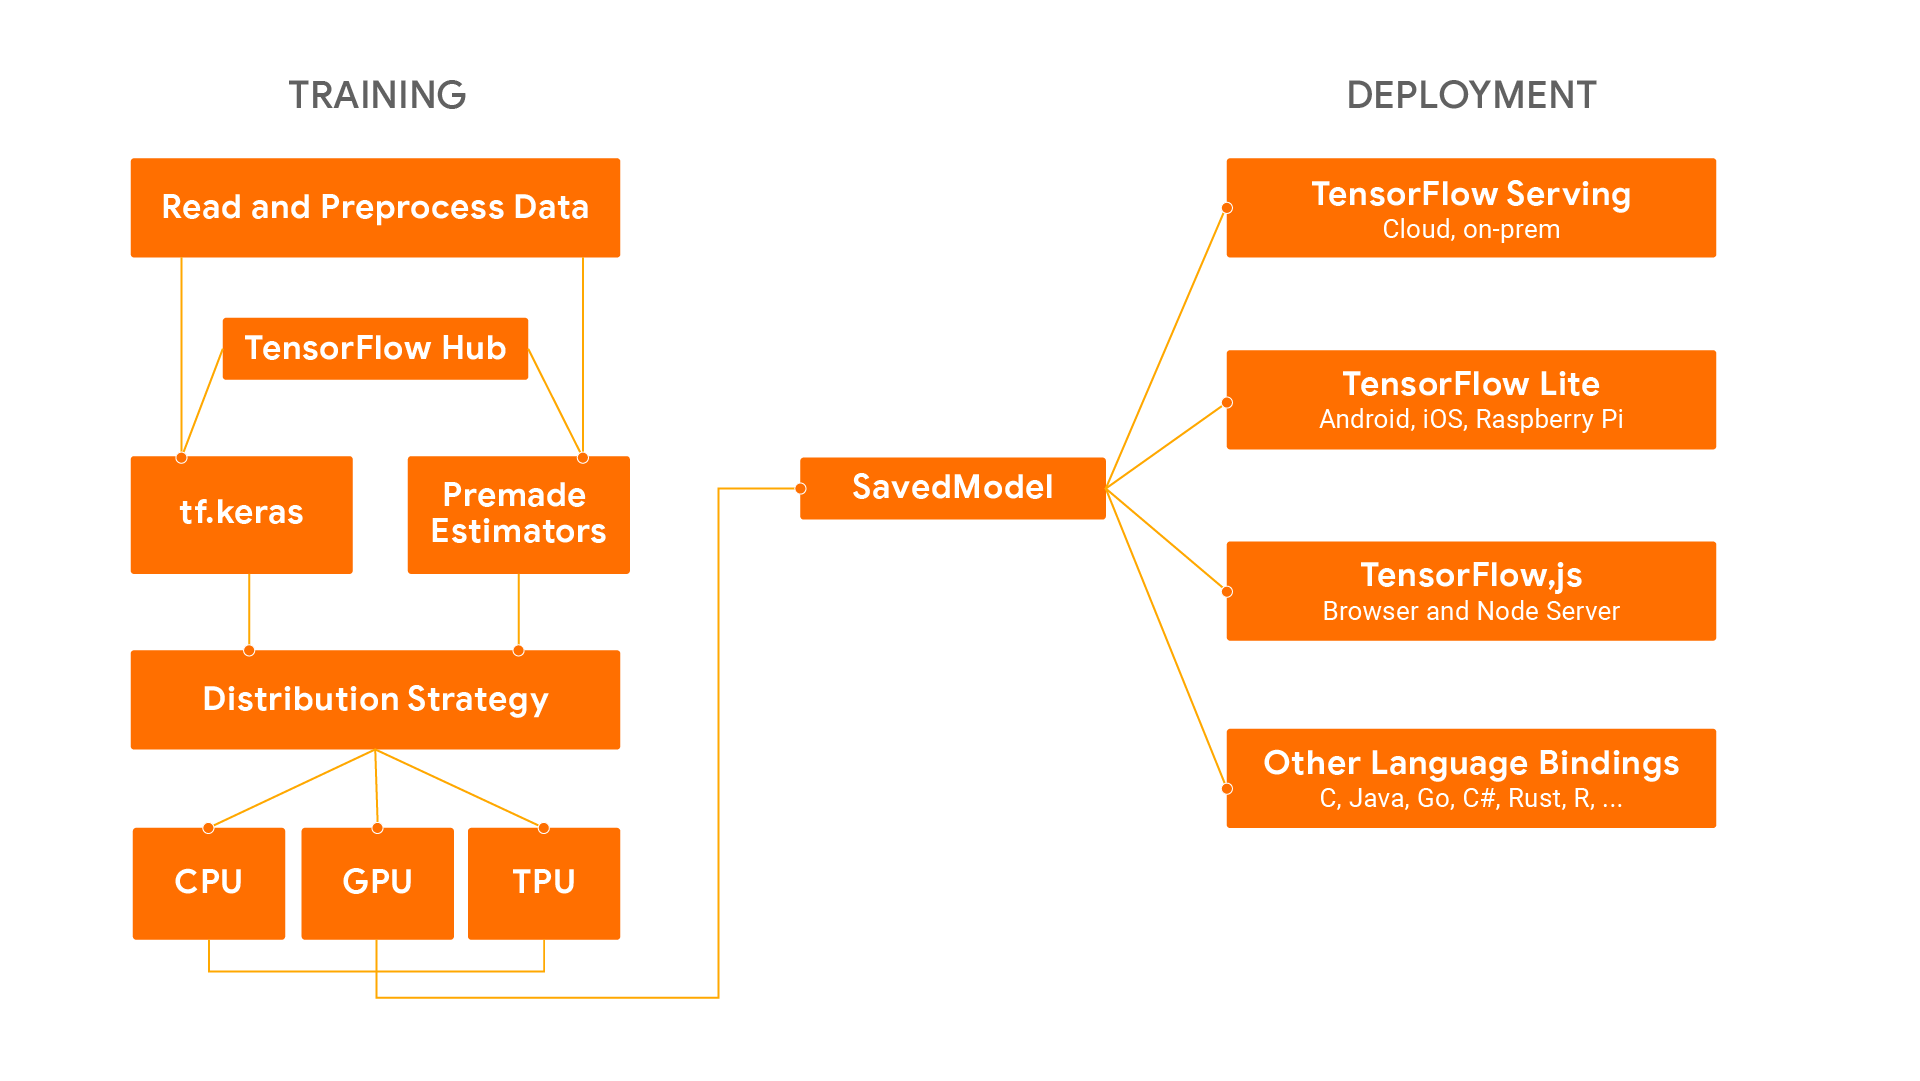 TRAINING
Read and Preprocess Data
TensorFlow Hub
tf.keras
Premade
Estimators
Distribution Strategy
CPU
GPU
TPU
SavedModel
DEPLOYMENT
TensorFlow Serving
Cloud, on-prem
TensorFlow Lite
Android, iOS, Raspberry Pi
TensorFlow,js
Browser and Node Server
Other Language Bindings
C, Java, Go, C#, Rust, R, ...